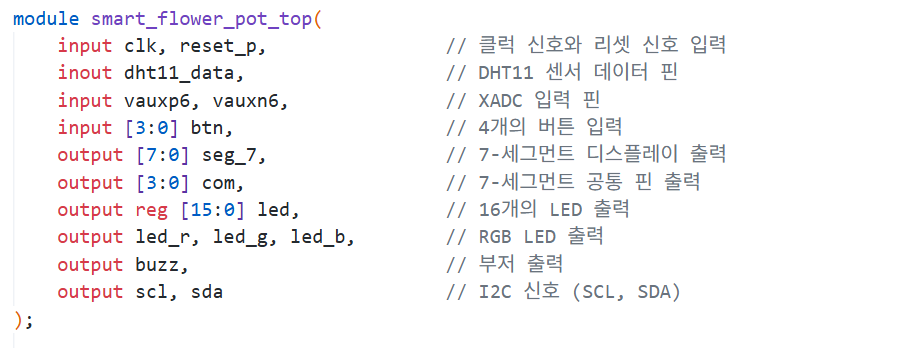 module smart_flower_pot_top(
    input clk, reset_p,                // 클럭 신호와 리셋 신호 입력
    inout dht11_data,                  // DHT11 센서 데이터 핀
    input vauxp6, vauxn6,              // XADC 입력 핀
    input [3:0] btn,                   // 4개의 버튼 입력
    output [7:0] seg_7,                // 7-세그먼트 디스플레이 출력
    output [3:0] com,                  // 7-세그먼트 공통 핀 출력
    output reg [15:0] led,             // 16개의 LED 출력
    output led_r, led_g, led_b,        // RGB LED 출력
    output buzz,                       // 부저 출력
    output scl, sda                    // I2C 신호 (SCL, SDA)
);